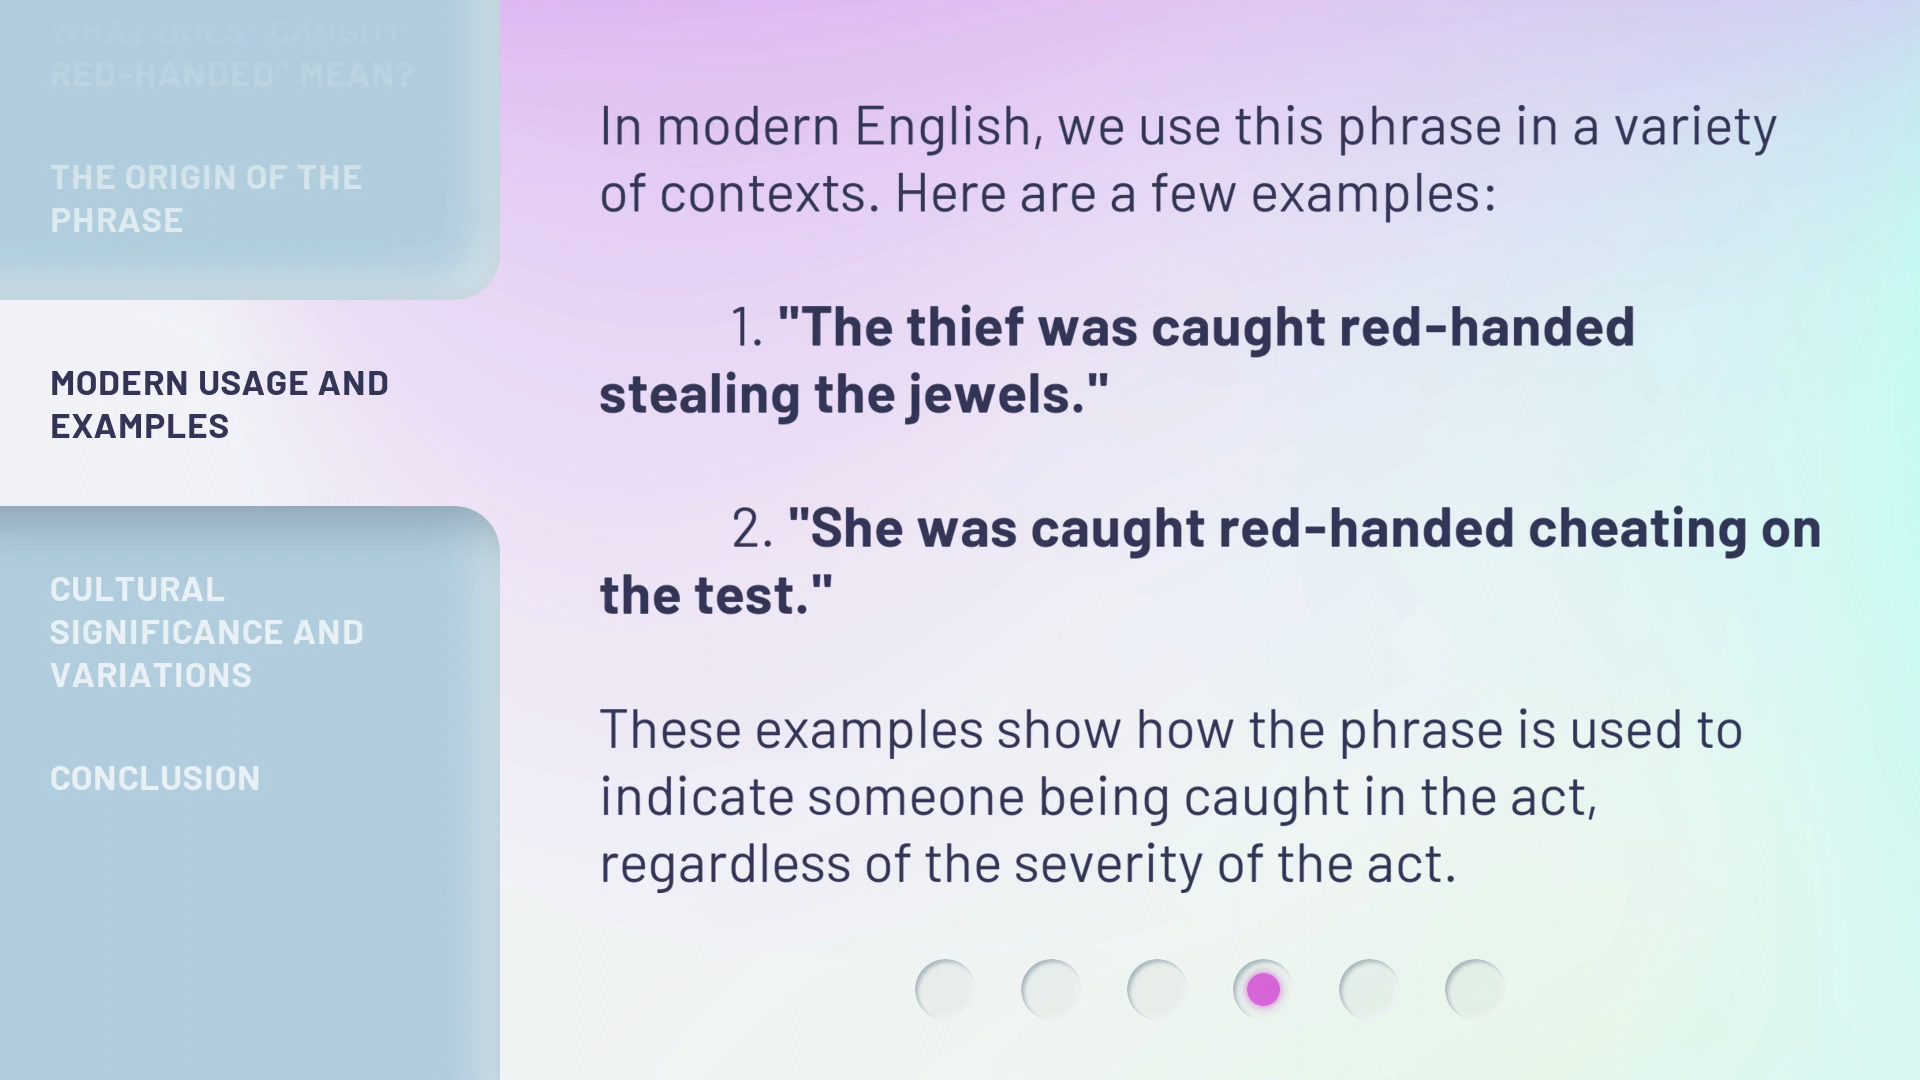 WHAT DOES "CAUGHT
RED-HANDED" MEAN?
THE ORIGIN OF THE
PHRASE
MODERN USAGE AND
EXAMPLES
CULTURAL
SIGNIFICANCE AND
VARIATIONS
CONCLUSION
In modern English, we use this phrase in a variety
of contexts. Here are a few examples:
1. "The thief was caught red-handed
stealing the jewels."
2. "She was caught red-handed cheating on
the test."
These examples show how the phrase is used to
indicate someone being caught in the act,
regardless of the severity of the act.